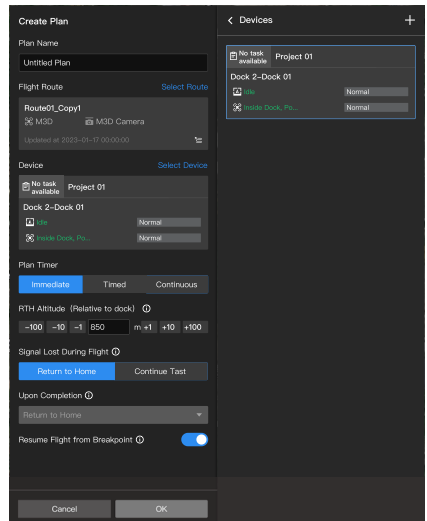 Create Plan
Plan Name
Untitled Plan
Flight Route
Select Route
Route01_Copy1
M3D
M3D Camera
Updated at 2023-01-17 00:00:00
Device
Select Device
No task
available
Project 01
Dock 2-Dock 01
Idle
Normal
Inside Dock, Po...
Normal
Plan Timer
Immediate
Timed
Continuous
RTH Altitude (Relative to dock)
-100 -10 -1 850 m +1 +10 +100
Signal Lost During Flight
Return to Home
Continue Tast
Upon Completion
Return to Home
Resume Flight from Breakpoint
Cancel
OK
Devices
No task
available
Project 01
Dock 2-Dock 01
Idle
Normal
Inside Dock, Po...
Normal